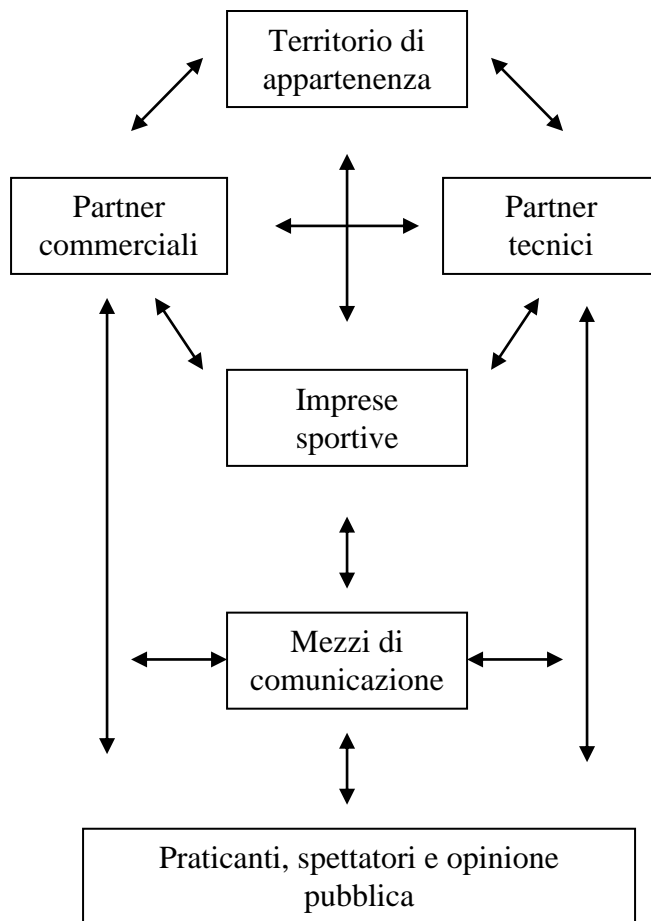 Territorio di
appartenenza
Partner
commerciali
Partner
tecnici
Imprese
sportive
Mezzi di
comunicazione
Praticanti, spettatori e opinione
pubblica